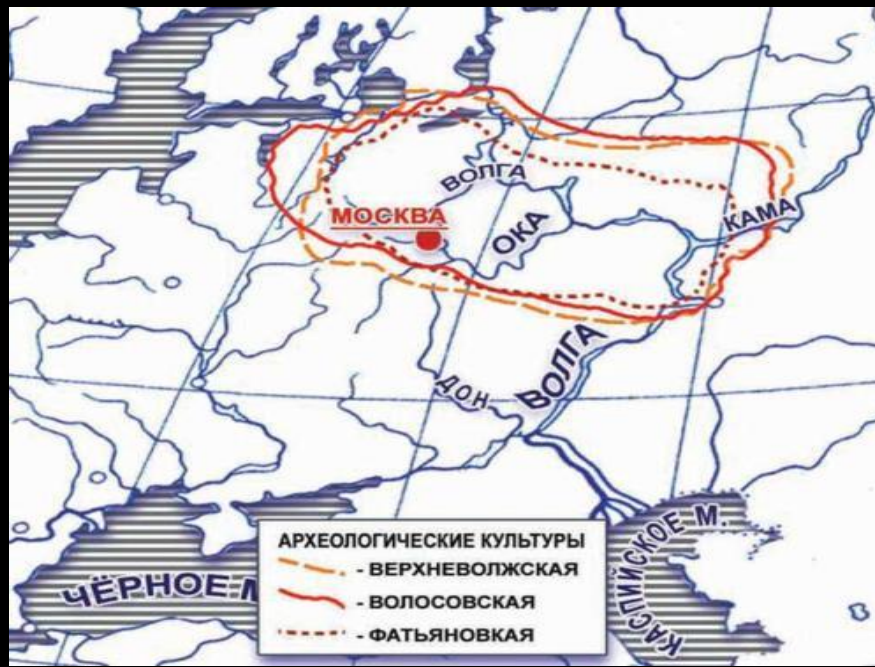 ВОЛГА
МОСКВА
ОКА
КАМА
ВОЛГА
ДОН
АРХЕОЛОГИЧЕСКИЕ КУЛЬТУРЫ
- ВЕРХНЕВОЛЖСКАЯ
- ВОЛОСОВСКАЯ
- ФАТЬЯНОВКАЯ
ЧЁРНОЕ М
КАСПИЙСКОЕ М.